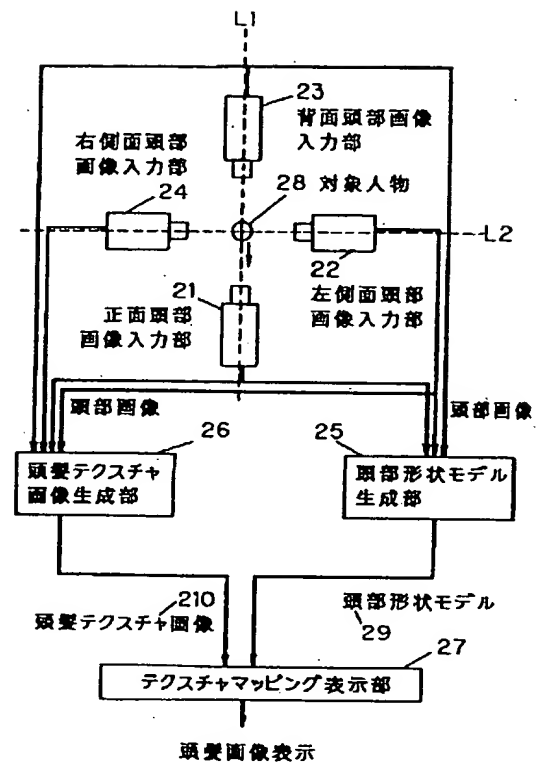 L1
23
背面頭部画像
入力部
右側面頭部
画像入力部
24
28 対象人物
L2
22
左側面頭部
画像入力部
21
正面頭部
画像入力部
頭部画像
頭部画像
26
頭髪テクスチャ
画像生成部
25
頭部形状モデル
生成部
210
頭髪テクスチャ画像
頭部形状モデル
29
27
テクスチャマッピング表示部
頭髪画像表示